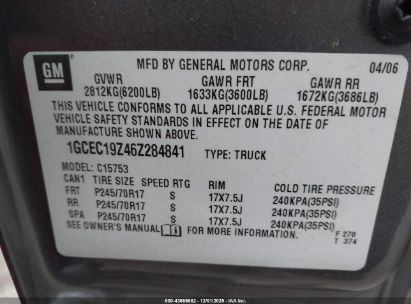 GM
MFD BY GENERAL MOTORS CORP. 04/06
GVWR GAWR FRT GAWR RR
2812KG(6200LB) 1633KG(3600LB) 1672KG(3686LB)
THIS VEHICLE CONFORMS TO ALL APPLICABLE U.S. FEDERAL MOTOR
VEHICLE SAFETY STANDARDS IN EFFECT ON THE DATE OF
MANUFACTURE SHOWN ABOVE.
1GCEC19Z46Z284841 TYPE: TRUCK
MODEL: C15753
CAN1 TIRE SIZE SPEED RTG RIM COLD TIRE PRESSURE
FRT P245/70R17 S 17X7.5J 240KPA(35PSI)
RR P245/70R17 S 17X7.5J 240KPA(35PSI)
SPA P245/70R17 S 17X7.5J 240KPA(35PSI)
SEE OWNER'S MANUAL FOR MORE INFORMATION. F 270
T 374
000-43666882 - 12/01/2025 -